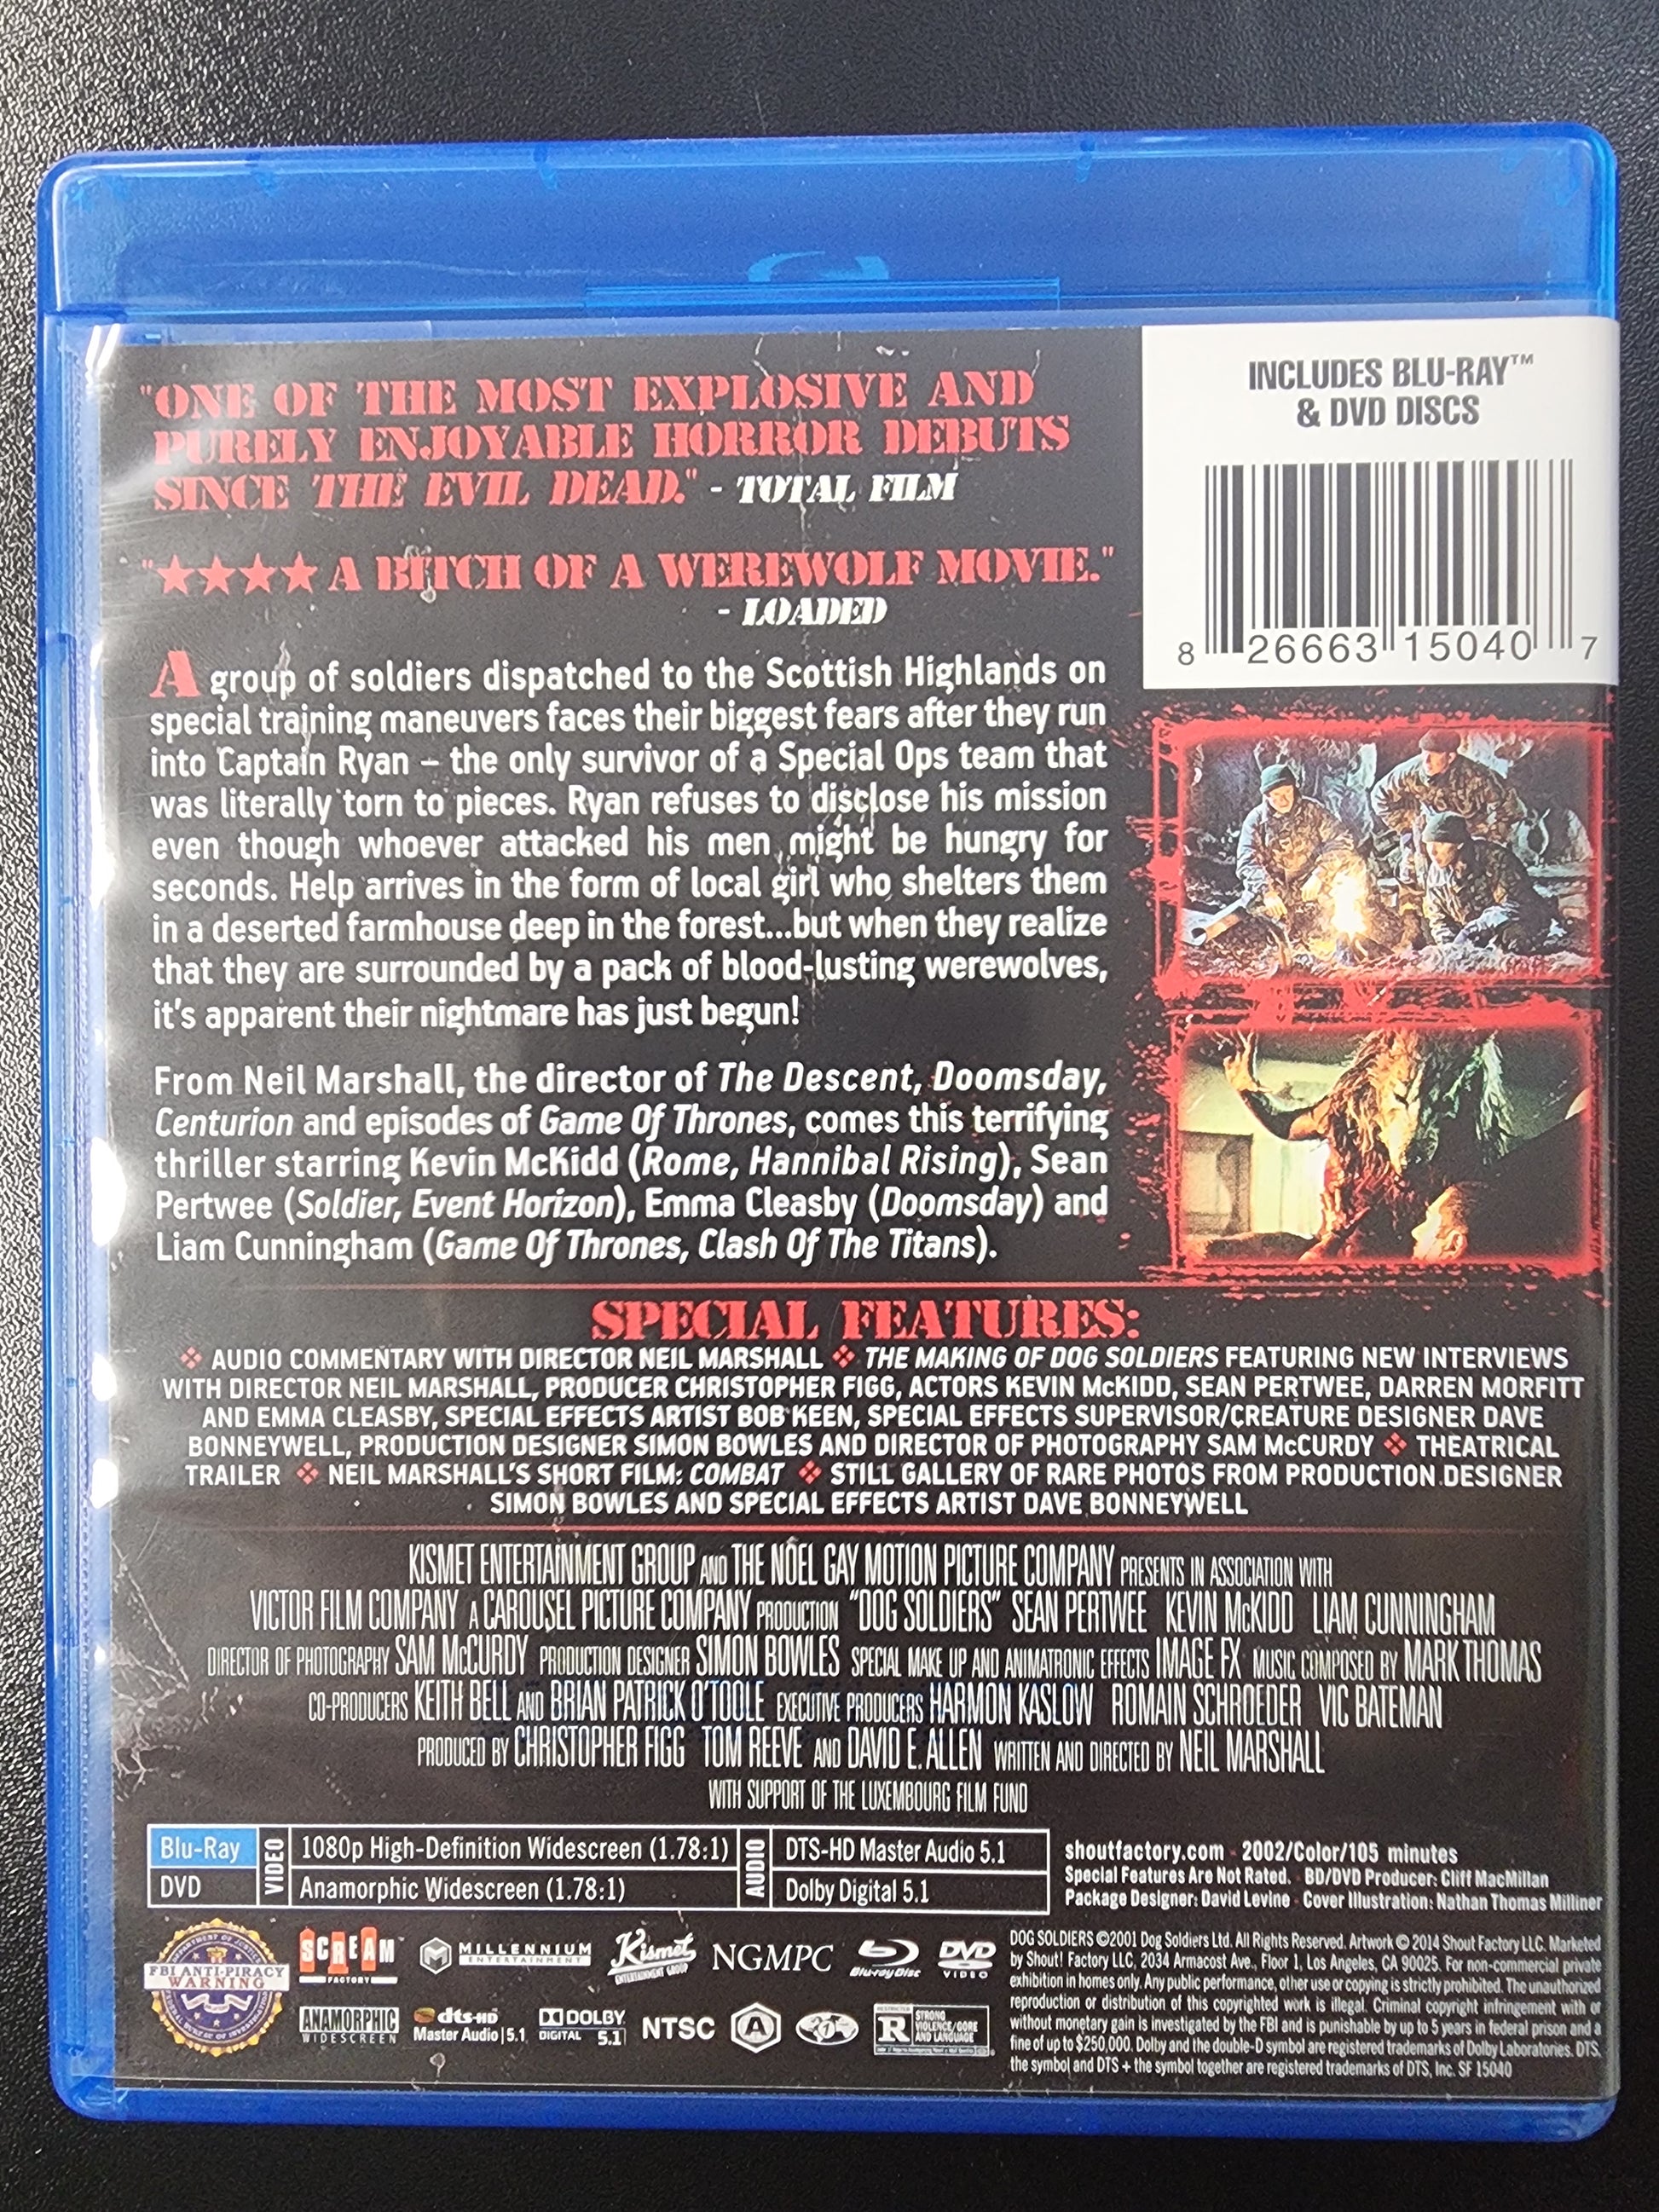 "ONE OF THE MOST EXPLOSIVE AND
PURELY ENJOYABLE HORROR DEBUTS
SINCE THE EVIL DEAD." - TOTAL FILM
"★★★★ A BITCH OF A WEREWOLF MOVIE."
- LOADED
INCLUDES BLU-RAY™
& DVD DISCS
8 26663 15040 7
A group of soldiers dispatched to the Scottish Highlands on
special training maneuvers faces their biggest fears after they run
into Captain Ryan – the only survivor of a Special Ops team that
was literally torn to pieces. Ryan refuses to disclose his mission
even though whoever attacked his men might be hungry for
seconds. Help arrives in the form of local girl who shelters them
in a deserted farmhouse deep in the forest...but when they realize
that they are surrounded by a pack of blood-lusting werewolves,
it's apparent their nightmare has just begun!
From Neil Marshall, the director of The Descent, Doomsday,
Centurion and episodes of Game Of Thrones, comes this terrifying
thriller starring Kevin McKidd (Rome, Hannibal Rising), Sean
Pertwee (Soldier, Event Horizon), Emma Cleasby (Doomsday) and
Liam Cunningham (Game Of Thrones, Clash Of The Titans).
SPECIAL FEATURES:
❖ AUDIO COMMENTARY WITH DIRECTOR NEIL MARSHALL ❖ THE MAKING OF DOG SOLDIERS FEATURING NEW INTERVIEWS
WITH DIRECTOR NEIL MARSHALL, PRODUCER CHRISTOPHER FIGG, ACTORS KEVIN McKIDD, SEAN PERTWEE, DARREN MORFITT
AND EMMA CLEASBY, SPECIAL EFFECTS ARTIST BOB KEEN, SPECIAL EFFECTS SUPERVISOR/CREATURE DESIGNER DAVE
BONNEYWELL, PRODUCTION DESIGNER SIMON BOWLES AND DIRECTOR OF PHOTOGRAPHY SAM McCURDY ❖ THEATRICAL
TRAILER ❖ NEIL MARSHALL'S SHORT FILM: COMBAT ❖ STILL GALLERY OF RARE PHOTOS FROM PRODUCTION DESIGNER
SIMON BOWLES AND SPECIAL EFFECTS ARTIST DAVE BONNEYWELL
KISMET ENTERTAINMENT GROUP AND THE NOEL GAY MOTION PICTURE COMPANY PRESENTS IN ASSOCIATION WITH
VICTOR FILM COMPANY A CAROUSEL PICTURE COMPANY PRODUCTION "DOG SOLDIERS" SEAN PERTWEE KEVIN McKIDD LIAM CUNNINGHAM
DIRECTOR OF PHOTOGRAPHY SAM McCURDY PRODUCTION DESIGNER SIMON BOWLES SPECIAL MAKE UP AND ANIMATRONIC EFFECTS IMAGE FX MUSIC COMPOSED BY MARK THOMAS
CO-PRODUCERS KEITH BELL AND BRIAN PATRICK O'TOOLE EXECUTIVE PRODUCERS HARMON KASLOW ROMAIN SCHROEDER VIC BATEMAN
PRODUCED BY CHRISTOPHER FIGG TOM REEVE AND DAVID E. ALLEN WRITTEN AND DIRECTED BY NEIL MARSHALL
WITH SUPPORT OF THE LUXEMBOURG FILM FUND
Blu-Ray VIDEO 1080p High-Definition Widescreen (1.78:1) AUDIO DTS-HD Master Audio 5.1
DVD Anamorphic Widescreen (1.78:1) Dolby Digital 5.1
shoutfactory.com · 2002/Color/105 minutes
Special Features Are Not Rated. · BD/DVD Producer: Cliff MacMillan
Package Designer: David Levine · Cover Illustration: Nathan Thomas Milliner
DEPARTMENT OF JUSTICE
FBI ANTI-PIRACY
WARNING
SCREAM™
FACTORY
MILLENNIUM
ENTERTAINMENT
Kismet
ENTERTAINMENT GROUP
NGMPC
Blu-ray Disc
DVD
VIDEO
ANAMORPHIC
WIDESCREEN
dts-HD
Master Audio | 5.1
DOLBY
DIGITAL 5.1
NTSC
A
R
RESTRICTED
STRONG
VIOLENCE/GORE
AND LANGUAGE
DOG SOLDIERS ©2001 Dog Soldiers Ltd. All Rights Reserved. Artwork © 2014 Shout Factory LLC. Marketed
by Shout! Factory LLC, 2034 Armacost Ave., Floor 1, Los Angeles, CA 90025. For non-commercial private
exhibition in homes only. Any public performance, other use or copying is strictly prohibited. The unauthorized
reproduction or distribution of this copyrighted work is illegal. Criminal copyright infringement with or
without monetary gain is investigated by the FBI and is punishable by up to 5 years in federal prison and a
fine of up to $250,000. Dolby and the double-D symbol are registered trademarks of Dolby Laboratories. DTS,
the symbol and DTS + the symbol together are registered trademarks of DTS, Inc. SF 15040